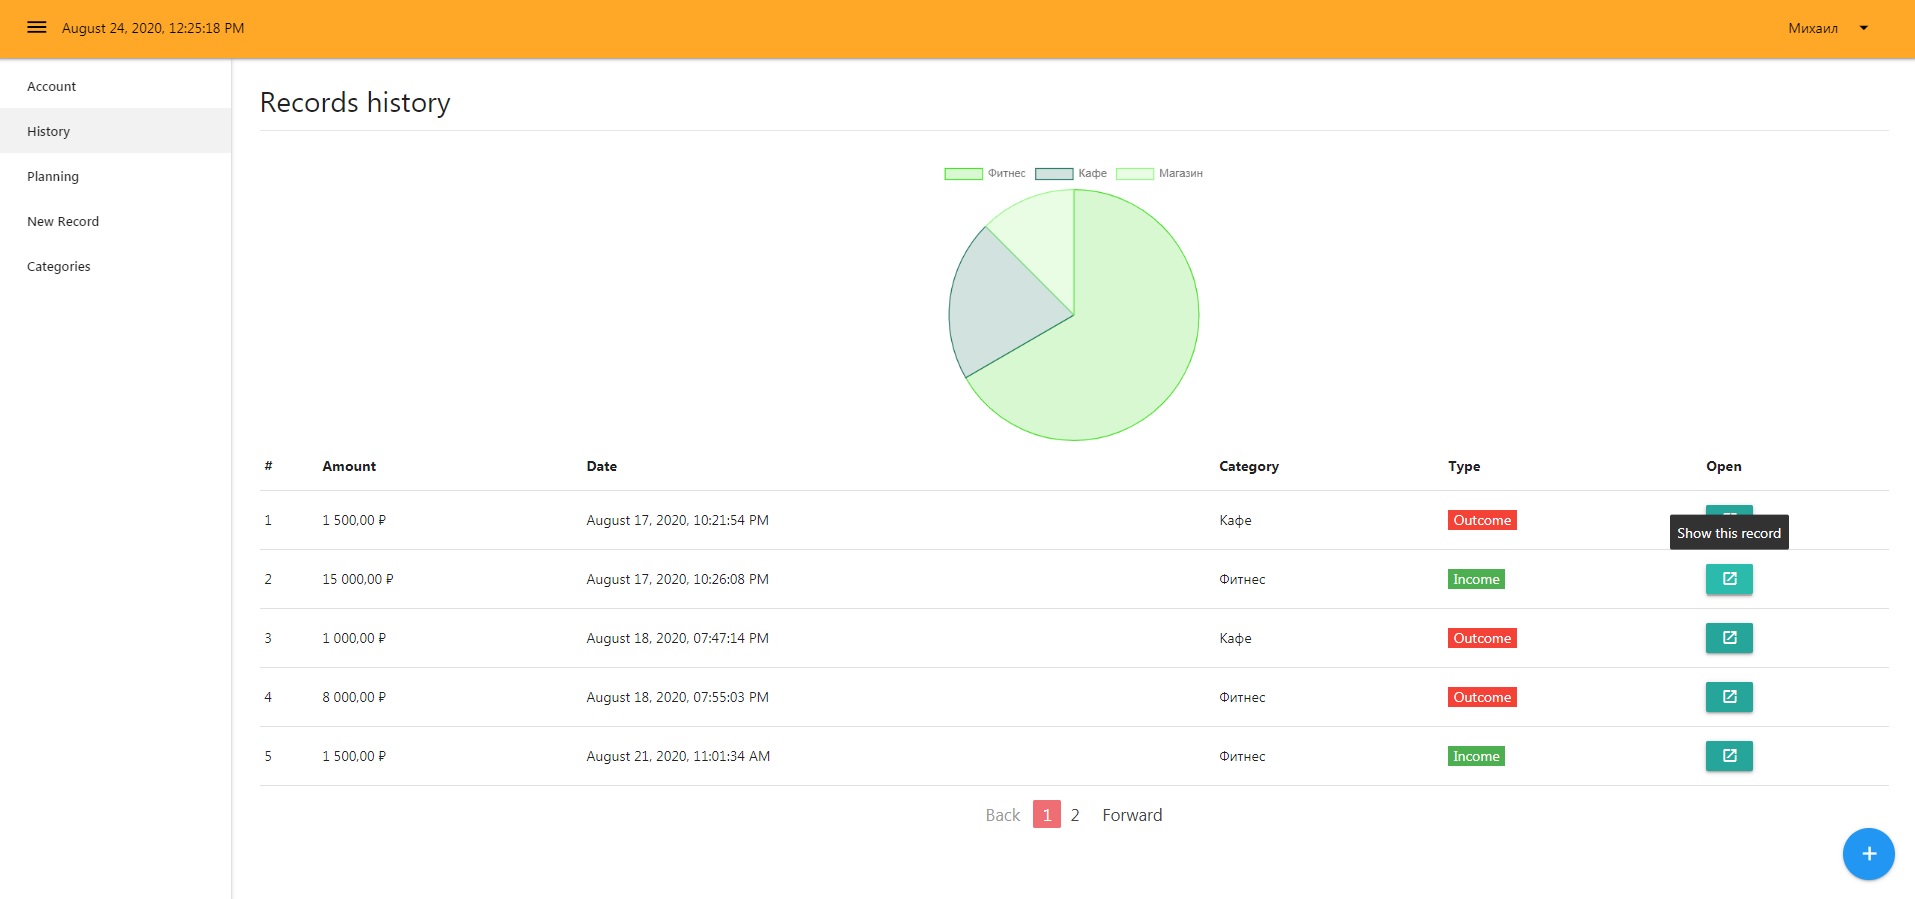 August 24, 2020, 12:25:18 PM
Михаил
Account
History
Planning
New Record
Categories
Records history
Фитнес Кафе Магазин
# Amount Date Category Type Open
1 1 500,00 ₽ August 17, 2020, 10:21:54 PM Кафе Outcome
Show this record
2 15 000,00 ₽ August 17, 2020, 10:26:08 PM Фитнес Income
3 1 000,00 ₽ August 18, 2020, 07:47:14 PM Кафе Outcome
4 8 000,00 ₽ August 18, 2020, 07:55:03 PM Фитнес Outcome
5 1 500,00 ₽ August 21, 2020, 11:01:34 AM Фитнес Income
Back 1 2 Forward
+